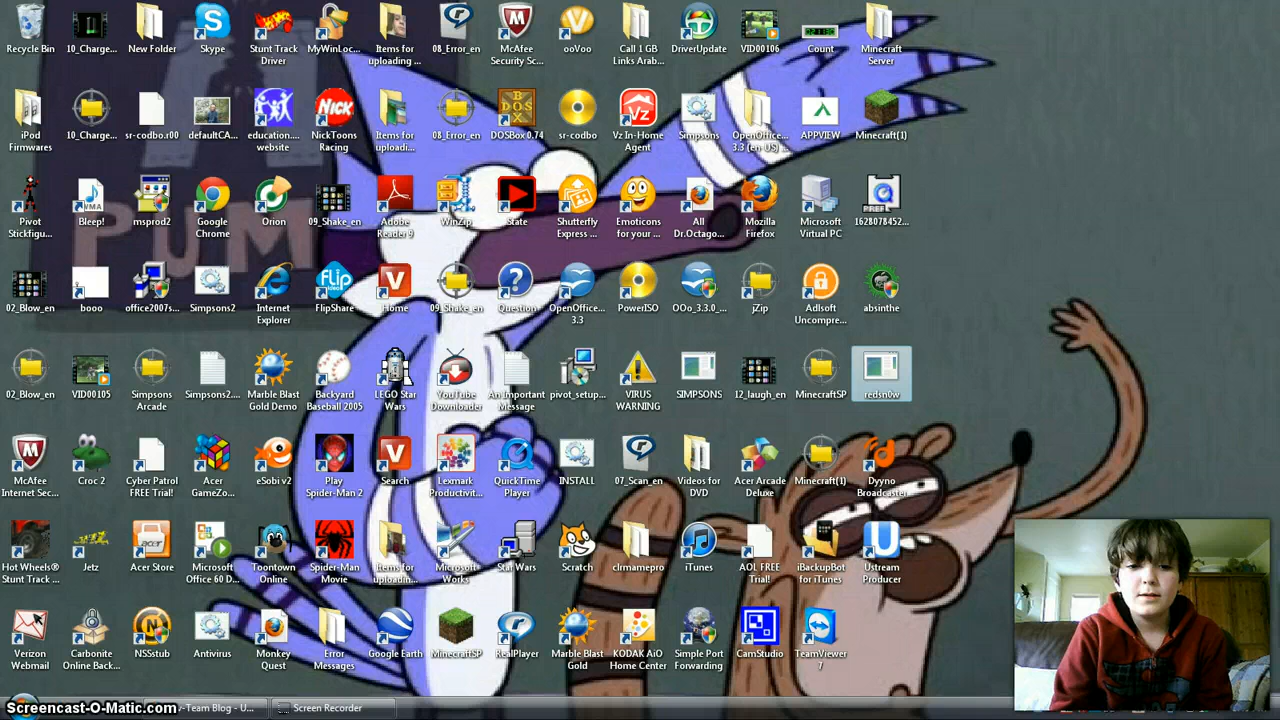 Recycle Bin
10_Charge...
New Folder
Skype
Stunt Track
Driver
MyWinLoc...
Items for
uploading ...
08_Error_en
McAfee
Security Sc...
ooVoo
Call 1 GB
Links Arab...
DriverUpdate
VID00106
Count
Minecraft
Server
iPod
Firmwares
10_Charge...
sr-codbo.r00
defaultCA...
education....
website
NickToons
Racing
Items for
uploadi...
08_Error_en
DOSBox 0.74
sr-codbo
Vz In-Home
Agent
Simpsons
OpenOffice...
3.3 (en-US) ...
APPVIEW
Minecraft(1)
Pivot
Stickfigu...
Bleep!
msprod2
Google
Chrome
Orion
09_Shake_en
Adobe
Reader 9
WinZip
State
Shutterfly
Express ...
Emoticons
for your ...
All
Dr.Octago...
Mozilla
Firefox
Microsoft
Virtual PC
1628078452...
02_Blow_en
booo
office2007s...
Simpsons2
Internet
Explorer
FlipShare
Home
09_Shake_en
Question
OpenOffice...
3.3
PowerISO
OOo_3.3.0_...
jZip
Adlsoft
Uncompre...
absinthe
02_Blow_en
VID00105
Simpsons
Arcade
Simpsons2...
Marble Blast
Gold Demo
Backyard
Baseball 2005
LEGO Star
Wars
YouTube
Downloader
An Important
Message
pivot_setup...
VIRUS
WARNING
SIMPSONS
12_laugh_en
MinecraftSP
redsn0w
McAfee
Internet Sec...
Croc 2
Cyber Patrol
FREE Trial!
Acer
GameZo...
eSobi v2
Play
Spider-Man 2
Search
Lexmark
Productivit...
QuickTime
Player
INSTALL
07_Scan_en
Videos for
DVD
Acer Arcade
Deluxe
Minecraft(1)
Dyyno
Broadcaster
Hot Wheels®
Stunt Track ...
Jetz
Acer Store
Microsoft
Office 60 D...
Toontown
Online
Spider-Man
Movie
Items for
uploading...
Microsoft
Works
Star Wars
Scratch
clrmamepro
iTunes
AOL FREE
Trial!
iBackupBot
for iTunes
Ustream
Producer
Verizon
Webmail
Carbonite
Online Back...
NSSstub
Antivirus
Monkey
Quest
Error
Messages
Google Earth
MinecraftSP
RealPlayer
Marble Blast
Gold
KODAK AiO
Home Center
Simple Port
Forwarding
CamStudio
TeamViewer
7
Screencast-O-Matic.com
-Team Blog - U...
Screen Recorder